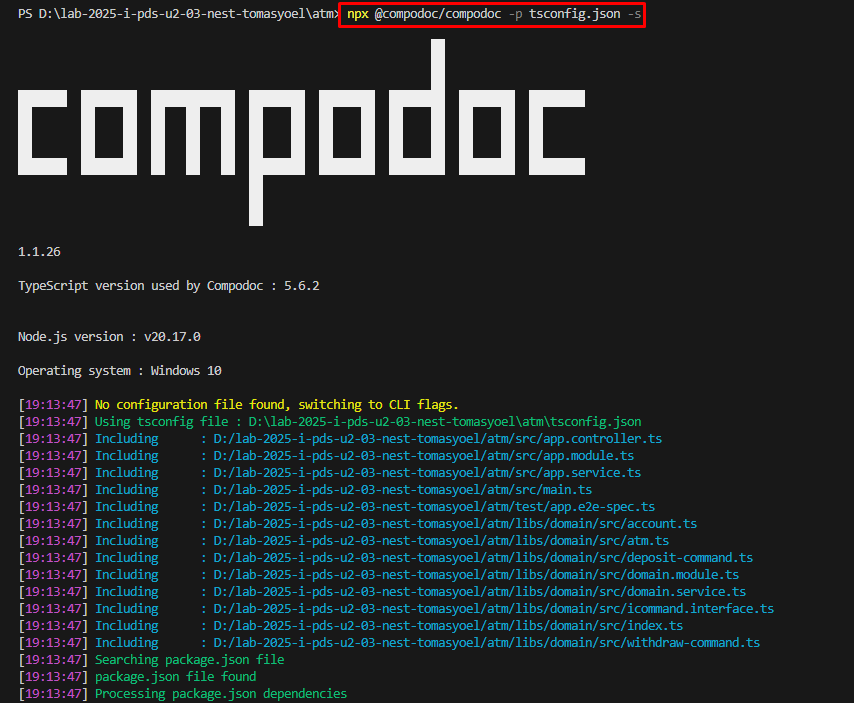 PS D:\lab-2025-i-pds-u2-03-nest-tomasyoel\atm> npx @compodoc/compodoc -p tsconfig.json -s
compodoc
1.1.26
TypeScript version used by Compodoc : 5.6.2
Node.js version : v20.17.0
Operating system : Windows 10
[19:13:47] No configuration file found, switching to CLI flags.
[19:13:47] Using tsconfig file : D:\lab-2025-i-pds-u2-03-nest-tomasyoel\atm\tsconfig.json
[19:13:47] Including      : D:/lab-2025-i-pds-u2-03-nest-tomasyoel/atm/src/app.controller.ts
[19:13:47] Including      : D:/lab-2025-i-pds-u2-03-nest-tomasyoel/atm/src/app.module.ts
[19:13:47] Including      : D:/lab-2025-i-pds-u2-03-nest-tomasyoel/atm/src/app.service.ts
[19:13:47] Including      : D:/lab-2025-i-pds-u2-03-nest-tomasyoel/atm/src/main.ts
[19:13:47] Including      : D:/lab-2025-i-pds-u2-03-nest-tomasyoel/atm/test/app.e2e-spec.ts
[19:13:47] Including      : D:/lab-2025-i-pds-u2-03-nest-tomasyoel/atm/libs/domain/src/account.ts
[19:13:47] Including      : D:/lab-2025-i-pds-u2-03-nest-tomasyoel/atm/libs/domain/src/atm.ts
[19:13:47] Including      : D:/lab-2025-i-pds-u2-03-nest-tomasyoel/atm/libs/domain/src/deposit-command.ts
[19:13:47] Including      : D:/lab-2025-i-pds-u2-03-nest-tomasyoel/atm/libs/domain/src/domain.module.ts
[19:13:47] Including      : D:/lab-2025-i-pds-u2-03-nest-tomasyoel/atm/libs/domain/src/domain.service.ts
[19:13:47] Including      : D:/lab-2025-i-pds-u2-03-nest-tomasyoel/atm/libs/domain/src/icommand.interface.ts
[19:13:47] Including      : D:/lab-2025-i-pds-u2-03-nest-tomasyoel/atm/libs/domain/src/index.ts
[19:13:47] Including      : D:/lab-2025-i-pds-u2-03-nest-tomasyoel/atm/libs/domain/src/withdraw-command.ts
[19:13:47] Searching package.json file
[19:13:47] package.json file found
[19:13:47] Processing package.json dependencies